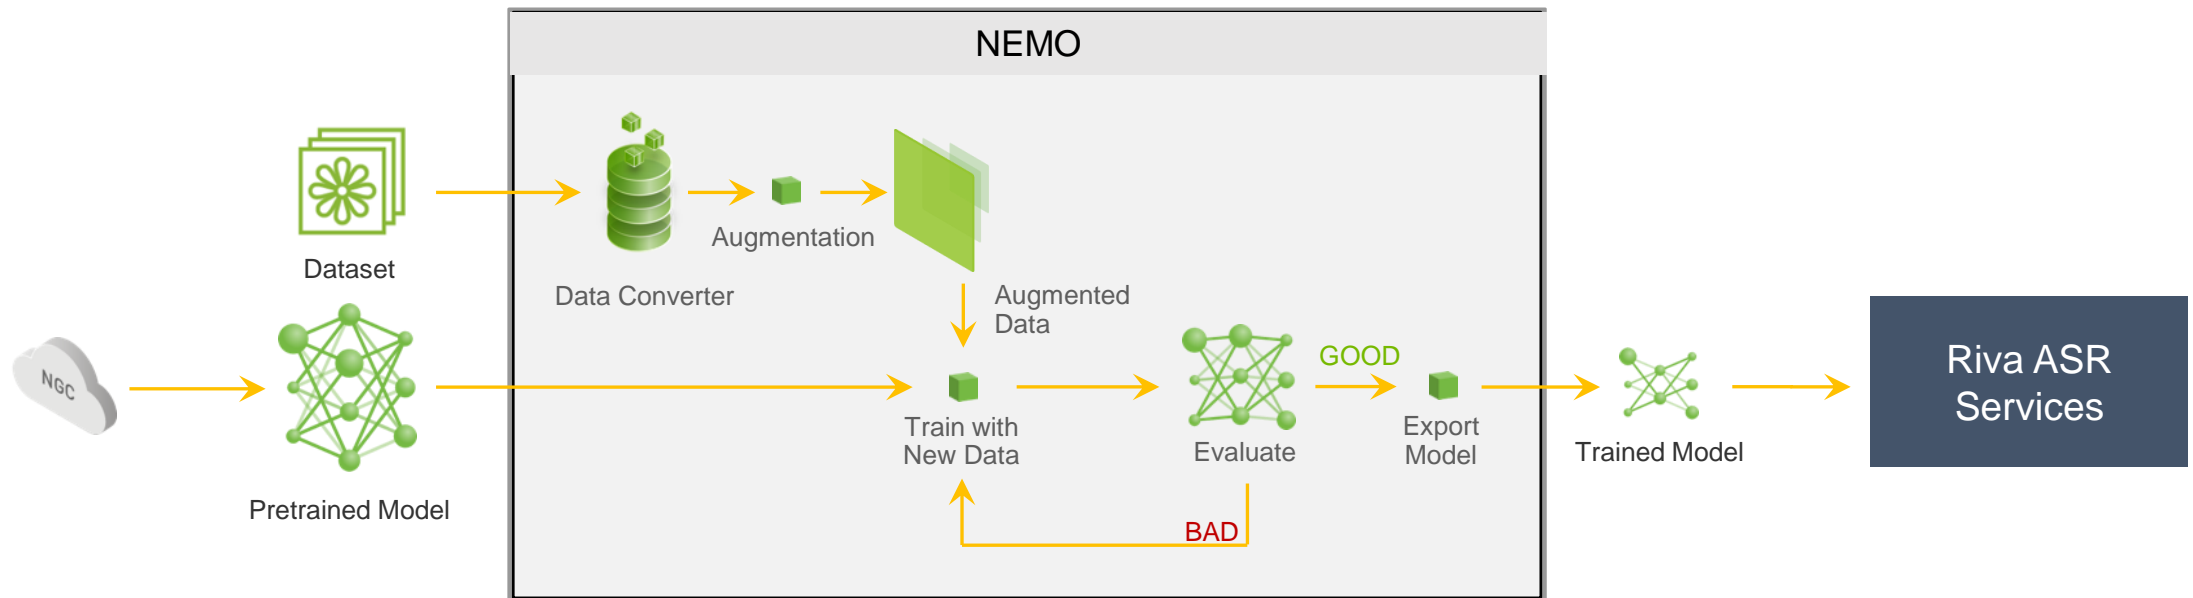 NEMO
Dataset
Data Converter
Augmentation
Augmented
Data
NGC
Pretrained Model
Train with
New Data
Evaluate
GOOD
BAD
Export
Model
Trained Model
Riva ASR
Services